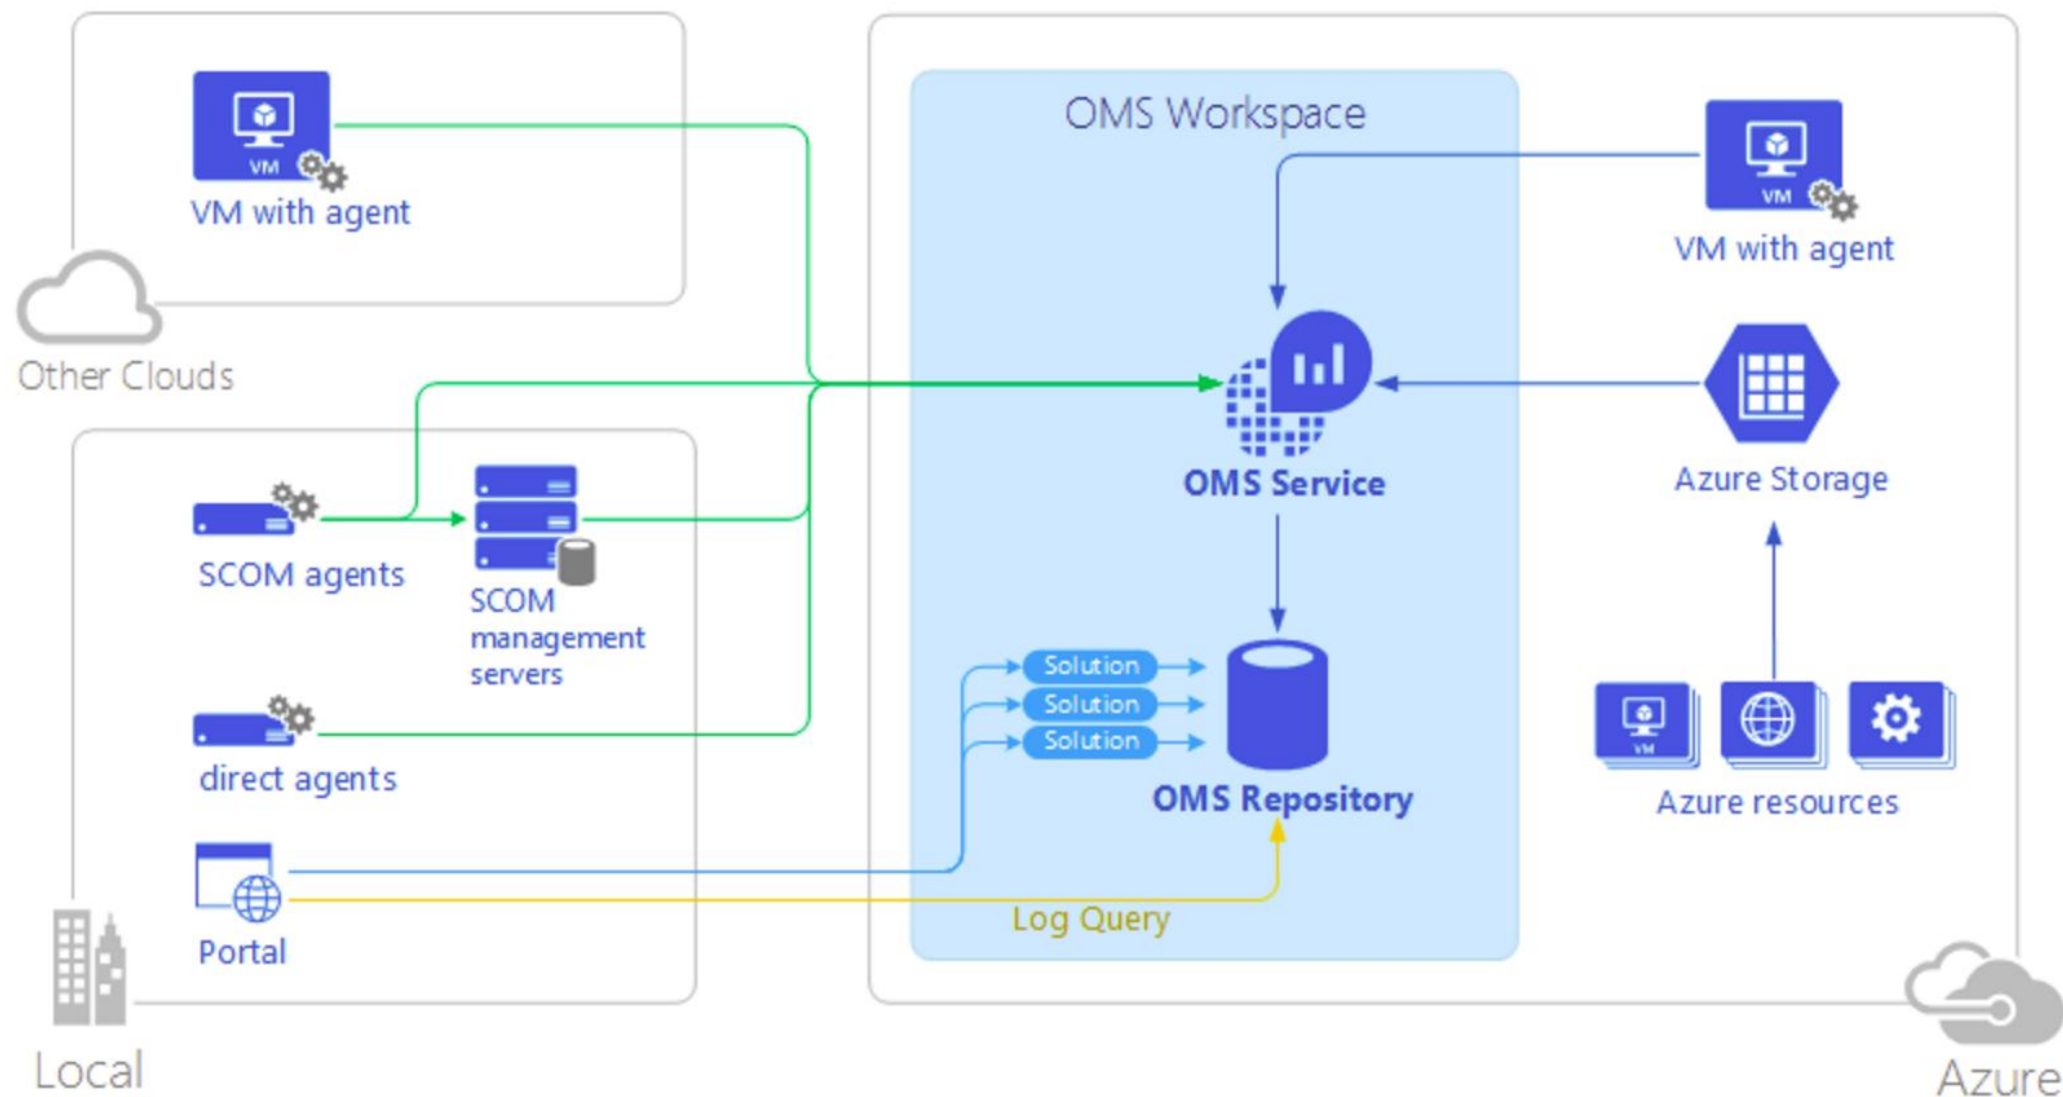 VM
VM with agent
Other Clouds
OMS Workspace
VM
VM with agent
OMS Service
Azure Storage
SCOM agents
SCOM
management
servers
direct agents
Portal
Local
Solution
Solution
Solution
OMS Repository
Log Query
VM
Azure resources
Azure